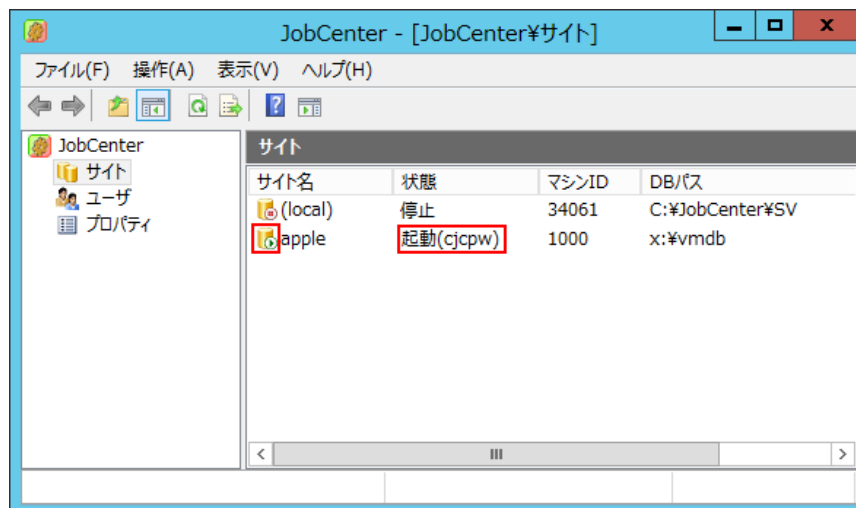 JobCenter - [JobCenter¥サイト]
ファイル(F) 操作(A) 表示(V) ヘルプ(H)
JobCenter
サイト
ユーザ
プロパティ
サイト
サイト名 状態 マシンID DBパス
(local) 停止 34061 C:¥JobCenter¥SV
apple 起動(cjcpw) 1000 x:¥vmdb